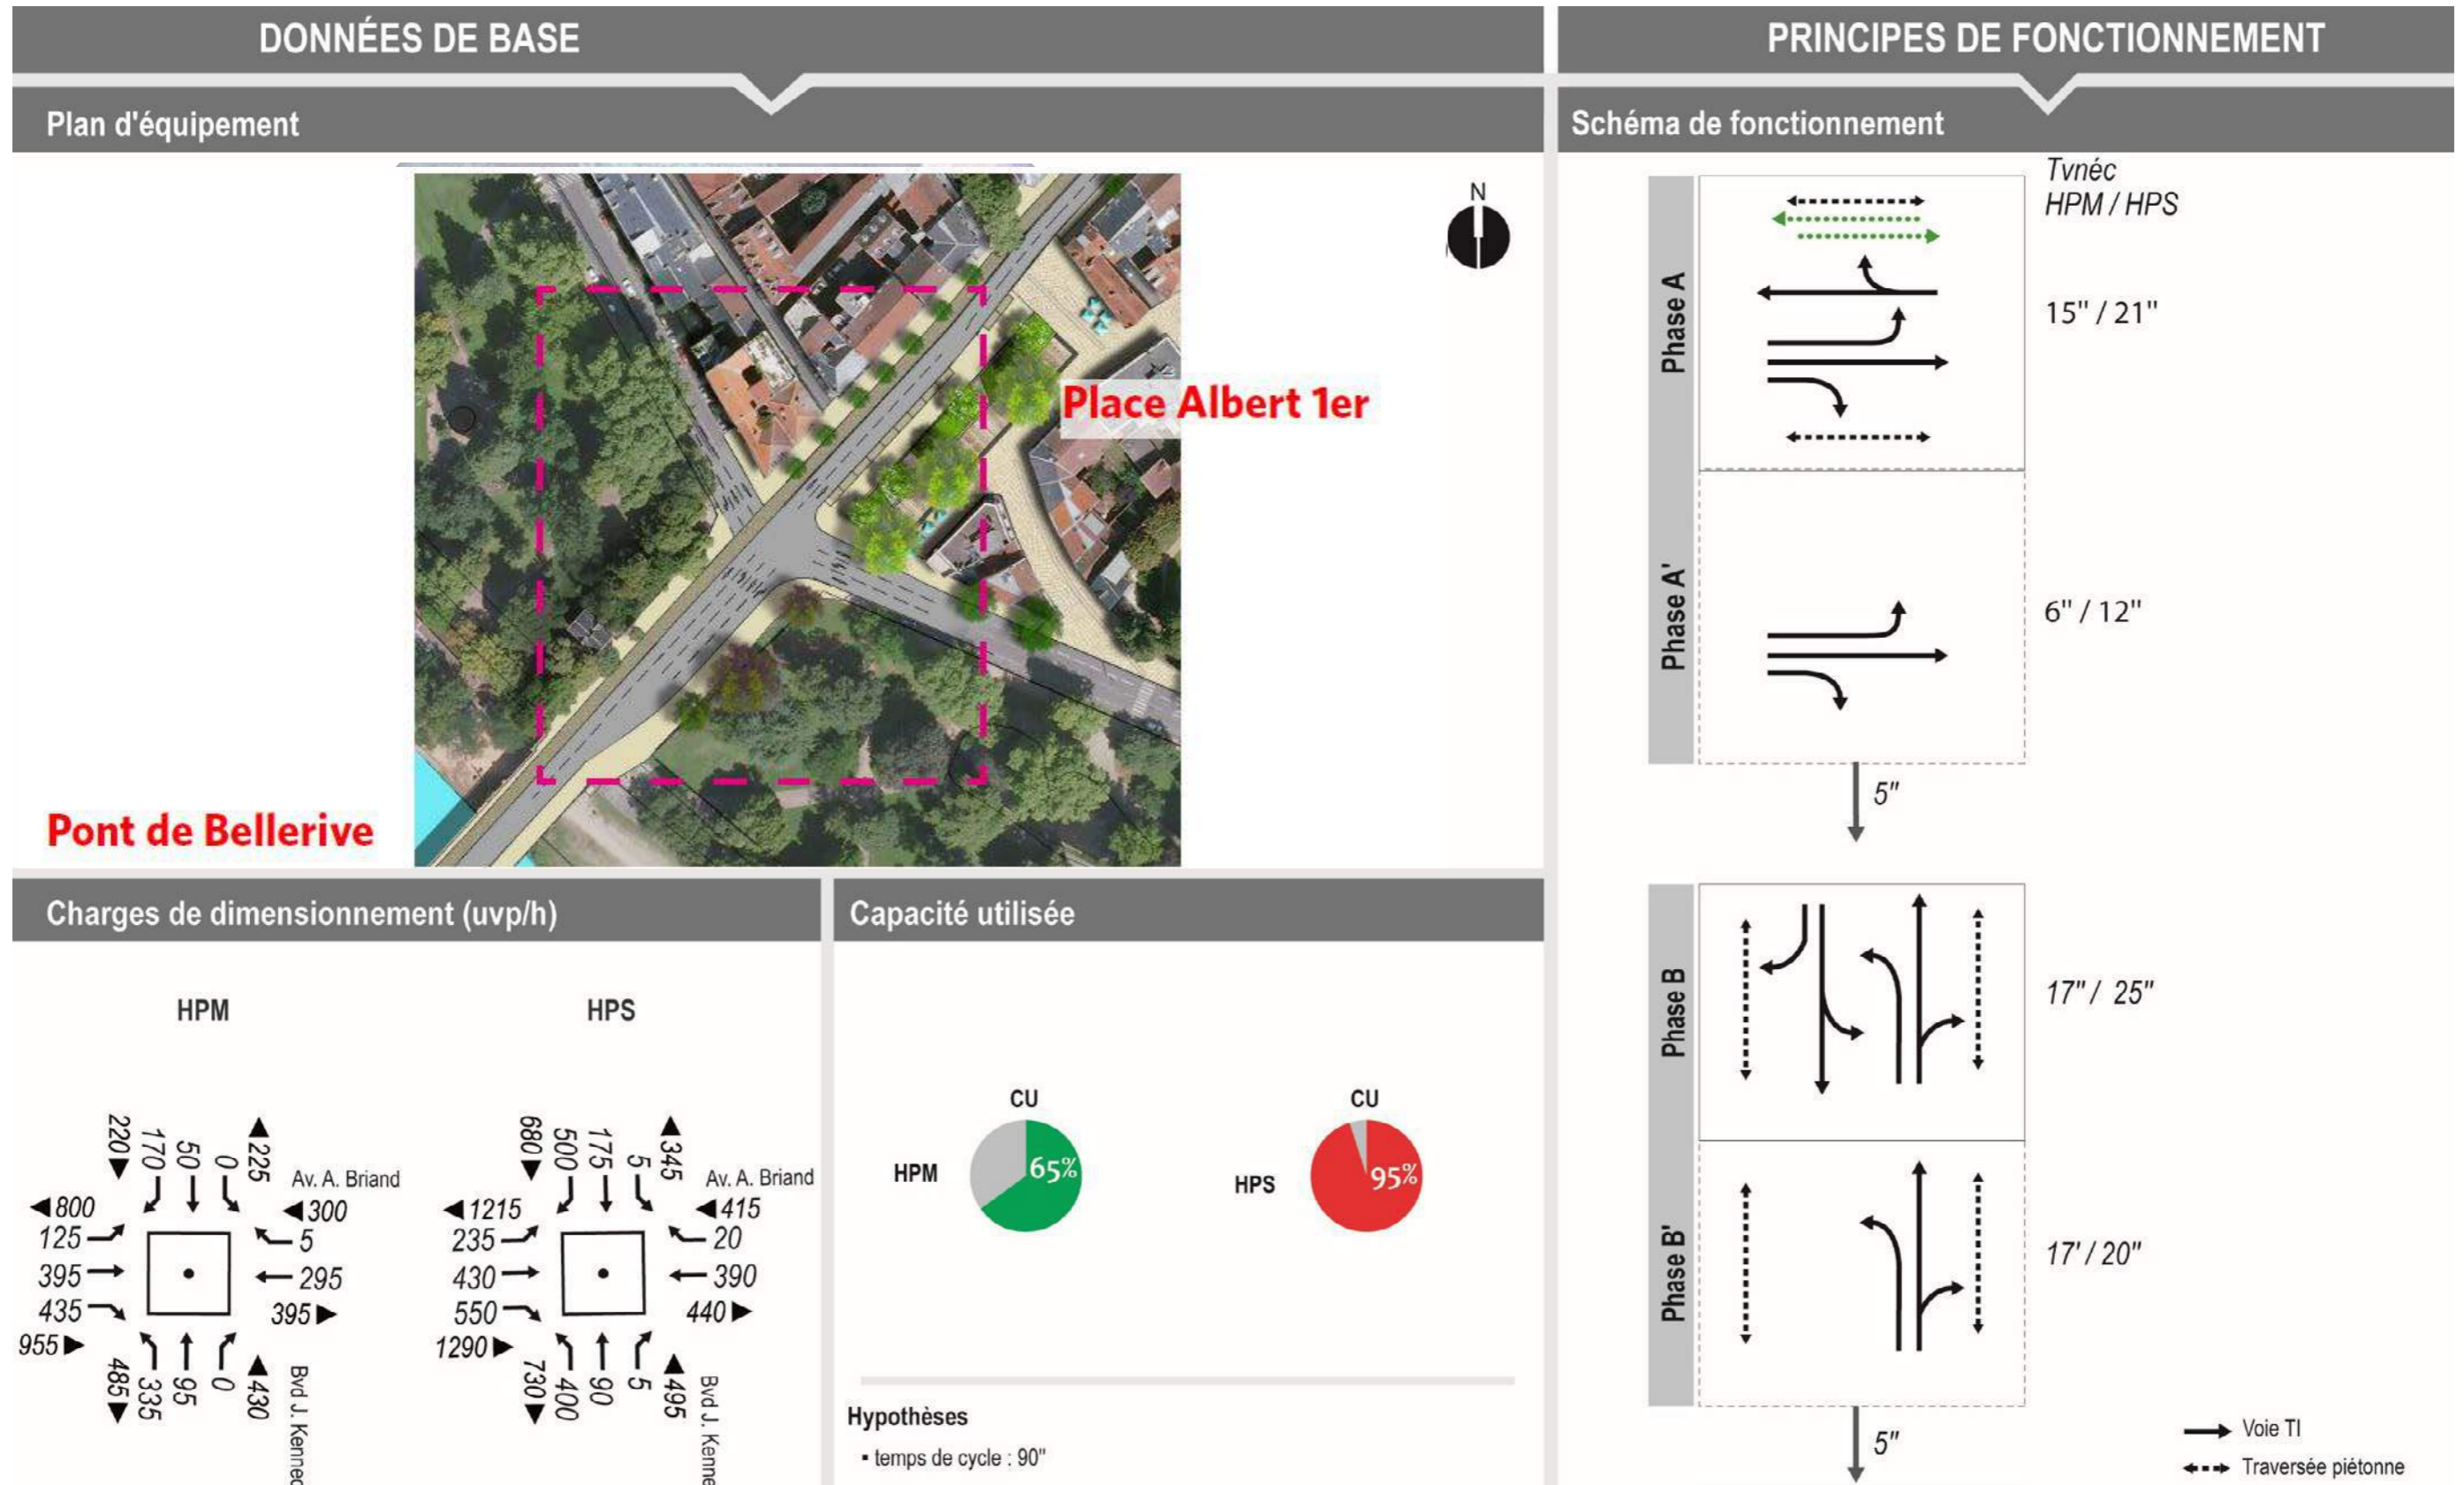 DONNÉES DE BASE
Plan d'équipement
N
Place Albert 1er
Pont de Bellerive
Charges de dimensionnement (uvp/h)
HPM
220 170 50 0 225
Av. A. Briand
800 300
125 5
395 295
435 395
955
485 335 95 0 430
Bvd J.
HPS
680 500 175 5 345
Av. A. Briand
1215 415
235 20
430 390
550 440
1290
730 400 90 5 495
Bvd J.
Capacité utilisée
CU
HPM 65%
CU
HPS 95%
Hypothèses
▪ temps de cycle : 90"
PRINCIPES DE FONCTIONNEMENT
Schéma de fonctionnement
Tvnéc
HPM / HPS
Phase A
15" / 21"
Phase A'
6" / 12"
5"
Phase B
17" / 25"
Phase B'
17' / 20"
5"
Voie TI
Traversée piétonne